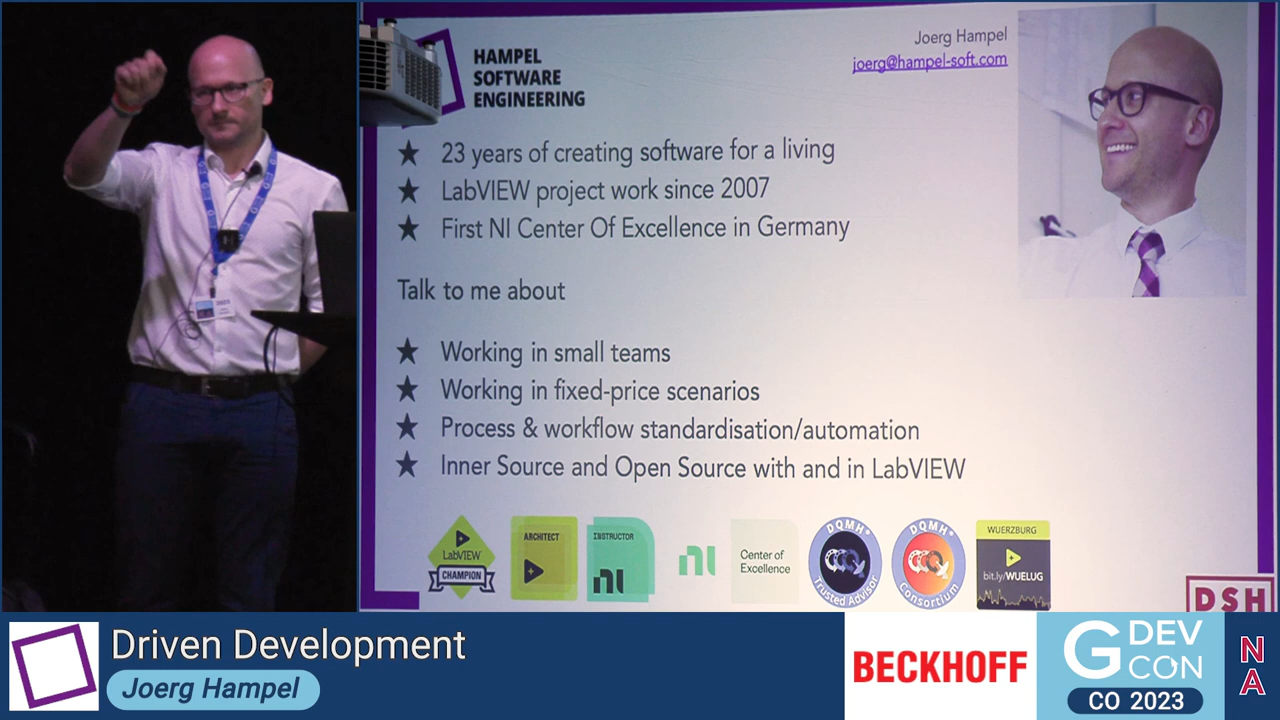 HAMPEL
SOFTWARE
ENGINEERING
Joerg Hampel
joerg@hampel-soft.com
★ 23 years of creating software for a living
★ LabVIEW project work since 2007
★ First NI Center Of Excellence in Germany
Talk to me about
★ Working in small teams
★ Working in fixed-price scenarios
★ Process & workflow standardisation/automation
★ Inner Source and Open Source with and in LabVIEW
LabVIEW
CHAMPION
ARCHITECT
INSTRUCTOR
ni
ni
Center of
Excellence
DQMH®
Trusted Advisor
DQMH®
Consortium
WUERZBURG
bit.ly/WUELUG
DSH
Driven Development
Joerg Hampel
BECKHOFF
G DEV
CON
CO 2023
N
A